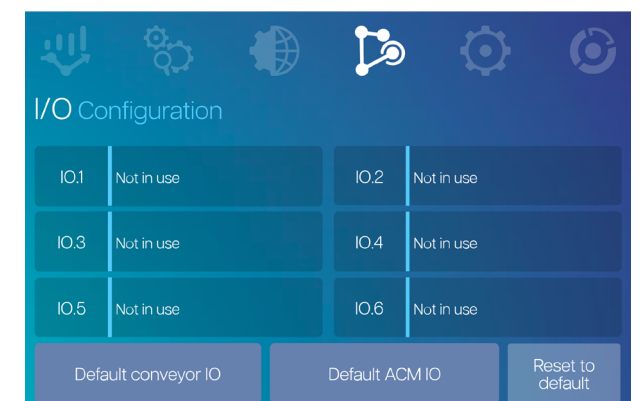 I/O Configuration
IO.1 Not in use
IO.2 Not in use
IO.3 Not in use
IO.4 Not in use
IO.5 Not in use
IO.6 Not in use
Default conveyor IO
Default ACM IO
Reset to
default